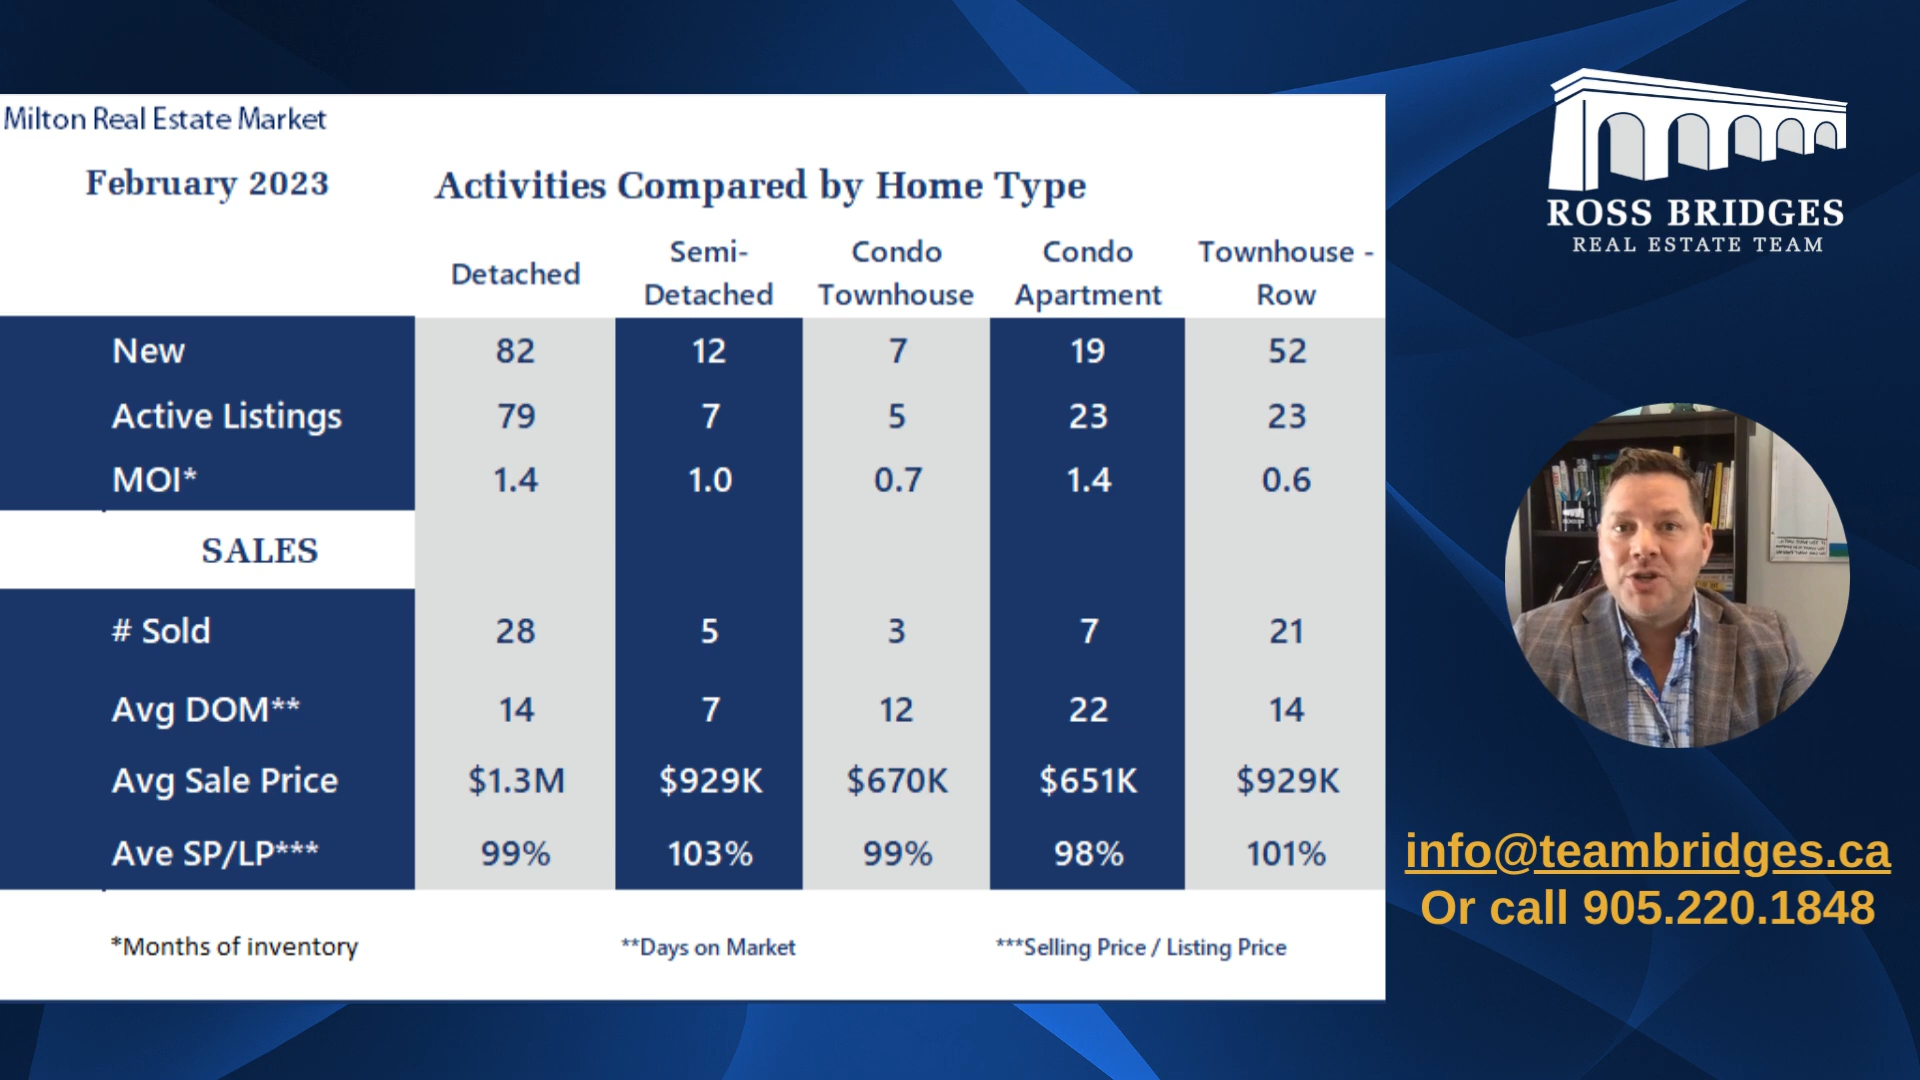 Milton Real Estate Market
February 2023
Activities Compared by Home Type
Detached Semi-Detached Condo Townhouse Condo Apartment Townhouse - Row
New 82 12 7 19 52
Active Listings 79 7 5 23 23
MOI* 1.4 1.0 0.7 1.4 0.6
SALES
# Sold 28 5 3 7 21
Avg DOM** 14 7 12 22 14
Avg Sale Price $1.3M $929K $670K $651K $929K
Ave SP/LP*** 99% 103% 99% 98% 101%
*Months of inventory **Days on Market ***Selling Price / Listing Price
ROSS BRIDGES
REAL ESTATE TEAM
info@teambridges.ca
Or call 905.220.1848